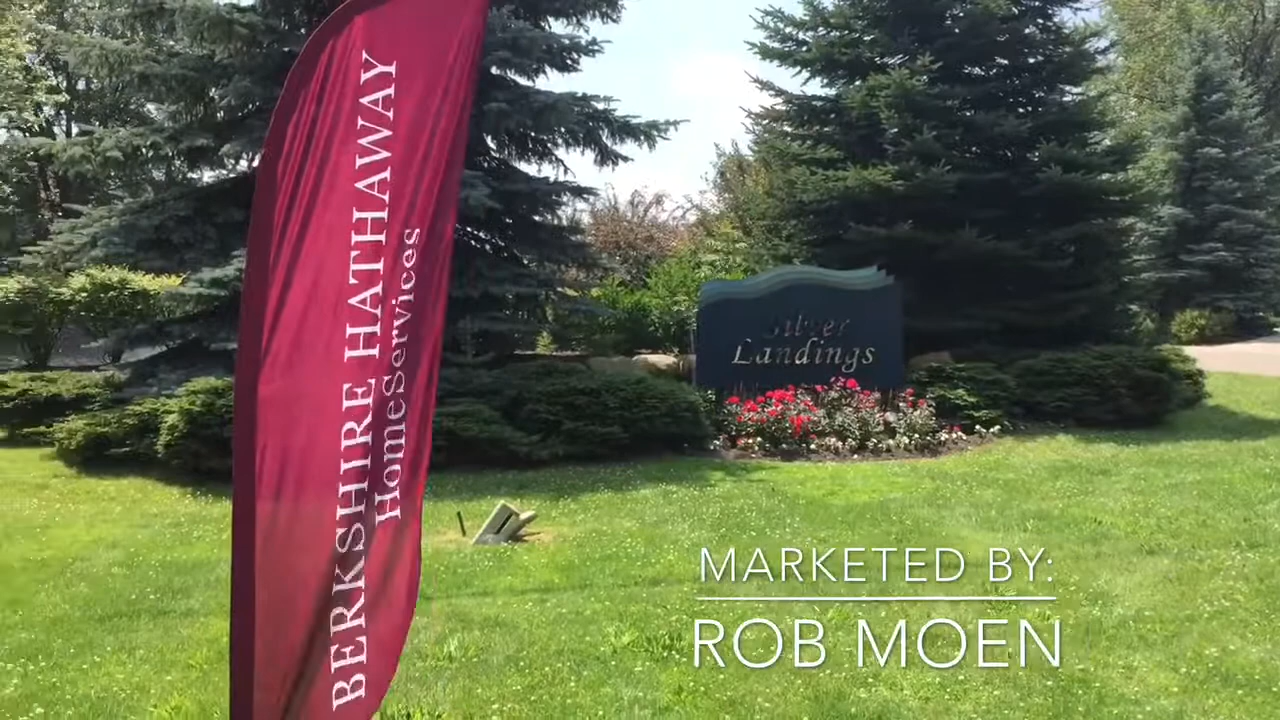 BERKSHIRE HATHAWAY
HomeServices
Silver
Landings
MARKETED BY:
ROB MOEN